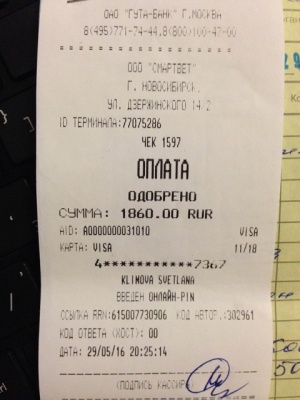 ОАО "ГУТА-БАНК" Г.МОСКВА
8(495)771-74-44,8(800)100-47-00
ООО "СМАРТВЕТ"
Г. НОВОСИБИРСК,
УЛ. ДЗЕРЖИНСКОГО 14\2
ID ТЕРМИНАЛА:77075286
ЧЕК 1597
ОПЛАТА
ОДОБРЕНО
СУММА: 1860.00 RUR
AID: A0000000031010 VISA
КАРТА: VISA 11/18
4***********7367
KLIMOVA SVETLANA
ВВЕДЕН ОНЛАЙН-PIN
ССЫЛКА RRN:615007730906 КОД АВТОР.:302961
КОД ОТВЕТА (ХОСТ): 00
ДАТА: 29/05/16 20:25:14
(ПОДПИСЬ КАССИРА)